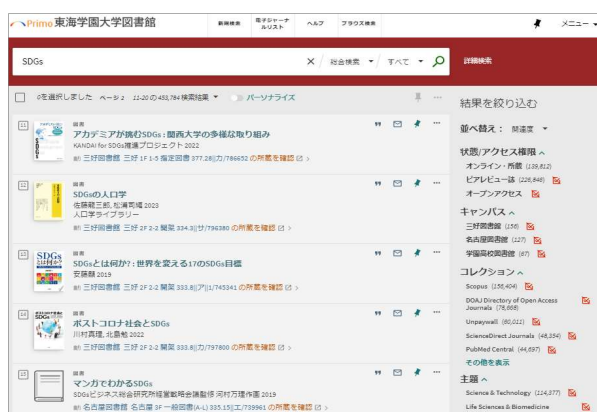 Primo 東海学園大学図書館
新規検索
電子ジャーナルリスト
ヘルプ
ブラウズ検索
メニュー
SDGs
総合検索
すべて
詳細検索
0を選択しました ページ 2 11-20 の 453,784 検索結果
パーソナライズ
結果を絞り込む
11
図書
アカデミアが挑むSDGs : 関西大学の多様な取り組み
KANDAI for SDGs推進プロジェクト 2022
三好図書館 三好 1F 1-5 指定図書 377.28||カ/786652 の所蔵を確認
12
図書
SDGsの人口学
佐藤龍三郎, 松浦司編 2023
人口学ライブラリー
三好図書館 三好 2F 2-2 開架 334.3||サ/796380 の所蔵を確認
13
図書
SDGsとは何か? : 世界を変える17のSDGs目標
安藤顯 2019
三好図書館 三好 2F 2-2 開架 333.8||ア||1/745341 の所蔵を確認
14
図書
ポストコロナ社会とSDGs
川村真理, 北島勉 2022
三好図書館 三好 2F 2-2 開架 333.8||カ/797800 の所蔵を確認
15
図書
マンガでわかるSDGs
SDGsビジネス総合研究所経営戦略会議監修 河村万理作画 2019
名古屋図書館 名古屋 3F 一般図書(A-L) 335.15||エ/739961 の所蔵を確認
並べ替え : 関連度
状態/アクセス権限
オンライン・所蔵 (139,812)
ピアレビュー誌 (226,846)
オープンアクセス
キャンパス
三好図書館 (156)
名古屋図書館 (127)
学園高校図書館 (67)
コレクション
Scopus (156,404)
DOAJ Directory of Open Access Journals (78,668)
Unpaywall (60,011)
ScienceDirect Journals (48,354)
PubMed Central (44,697)
その他を表示
主題
Science & Technology (114,377)
Life Sciences & Biomedicine